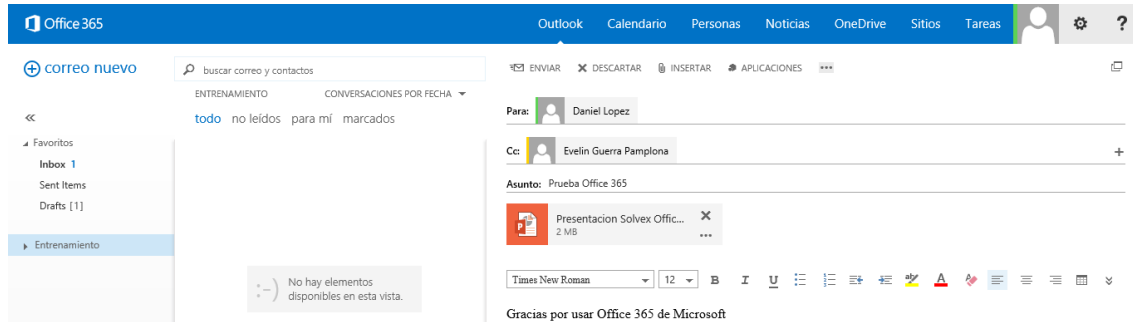 Office 365
Outlook Calendario Personas Noticias OneDrive Sitios Tareas ?
correo nuevo
Favoritos
Inbox 1
Sent Items
Drafts [1]
Entrenamiento
buscar correo y contactos
ENTRENAMIENTO CONVERSACIONES POR FECHA
todo no leídos para mí marcados
:-)
No hay elementos
disponibles en esta vista.
ENVIAR DESCARTAR INSERTAR APLICACIONES
Para: Daniel Lopez
Cc: Evelin Guerra Pamplona
Asunto: Prueba Office 365
Presentacion Solvex Offic...
2 MB
Times New Roman 12 B I U
Gracias por usar Office 365 de Microsoft